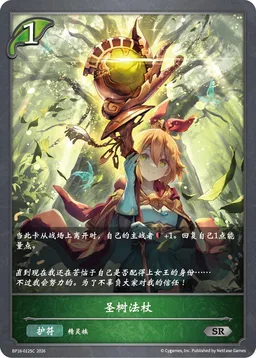 1
当此卡从战场上离开时，自己的主战者 +1。回复自己1点能
量点。
直到现在我还在苦恼于自己是否配得上女王的身份……
不过我会努力的。为了不辜负大家对我的信任！
圣树法杖
护符 精灵族 SR
BP16-012SC 2026 © Cygames, Inc. Copyright Published by NetEase Games